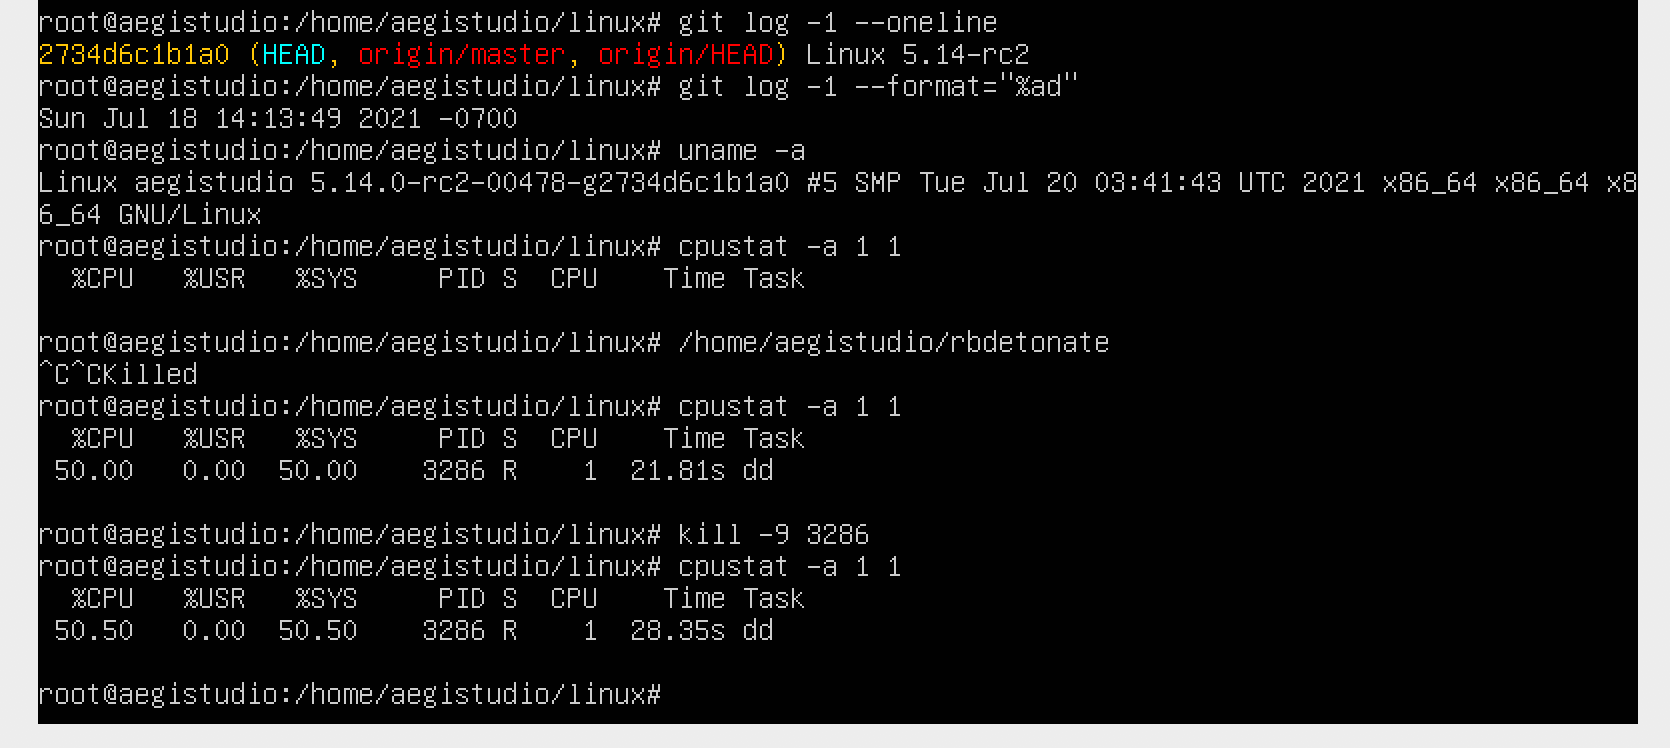 root@aegistudio:/home/aegistudio/linux# git log -1 --oneline
2734d6c1b1a0 (HEAD, origin/master, origin/HEAD) Linux 5.14-rc2
root@aegistudio:/home/aegistudio/linux# git log -1 --format="%ad"
Sun Jul 18 14:13:49 2021 -0700
root@aegistudio:/home/aegistudio/linux# uname -a
Linux aegistudio 5.14.0-rc2-00478-g2734d6c1b1a0 #5 SMP Tue Jul 20 03:41:43 UTC 2021 x86_64 x86_64 x8
6_64 GNU/Linux
root@aegistudio:/home/aegistudio/linux# cpustat -a 1 1
%CPU %USR %SYS PID S CPU Time Task
root@aegistudio:/home/aegistudio/linux# /home/aegistudio/rbdetonate
^C^CKilled
root@aegistudio:/home/aegistudio/linux# cpustat -a 1 1
%CPU %USR %SYS PID S CPU Time Task
50.00 0.00 50.00 3286 R 1 21.81s dd
root@aegistudio:/home/aegistudio/linux# kill -9 3286
root@aegistudio:/home/aegistudio/linux# cpustat -a 1 1
%CPU %USR %SYS PID S CPU Time Task
50.50 0.00 50.50 3286 R 1 28.35s dd
root@aegistudio:/home/aegistudio/linux#